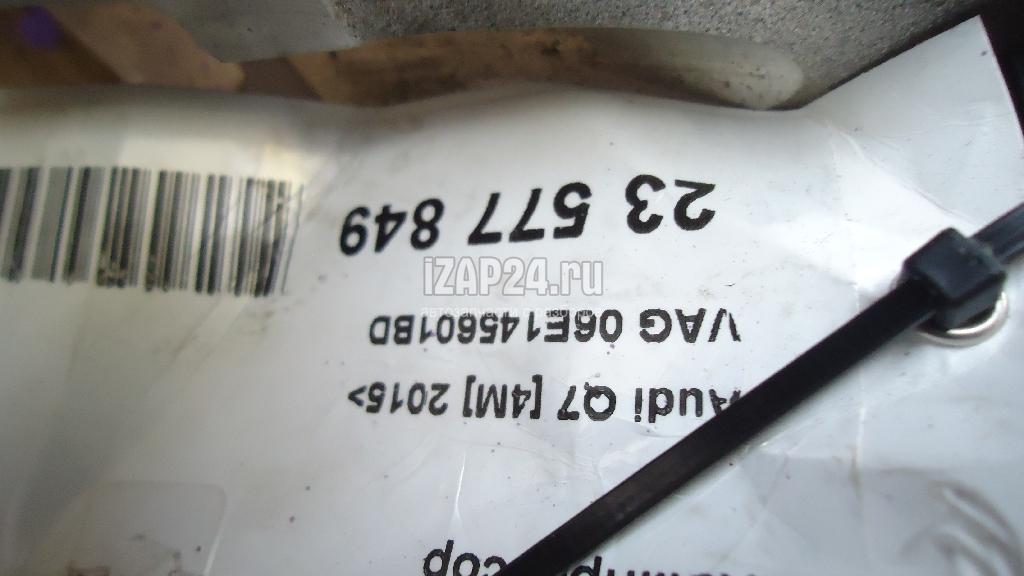 Audi Q7 [4M] 2015>
VAG 06E145601BD
23 577 849
iZAP24.ru